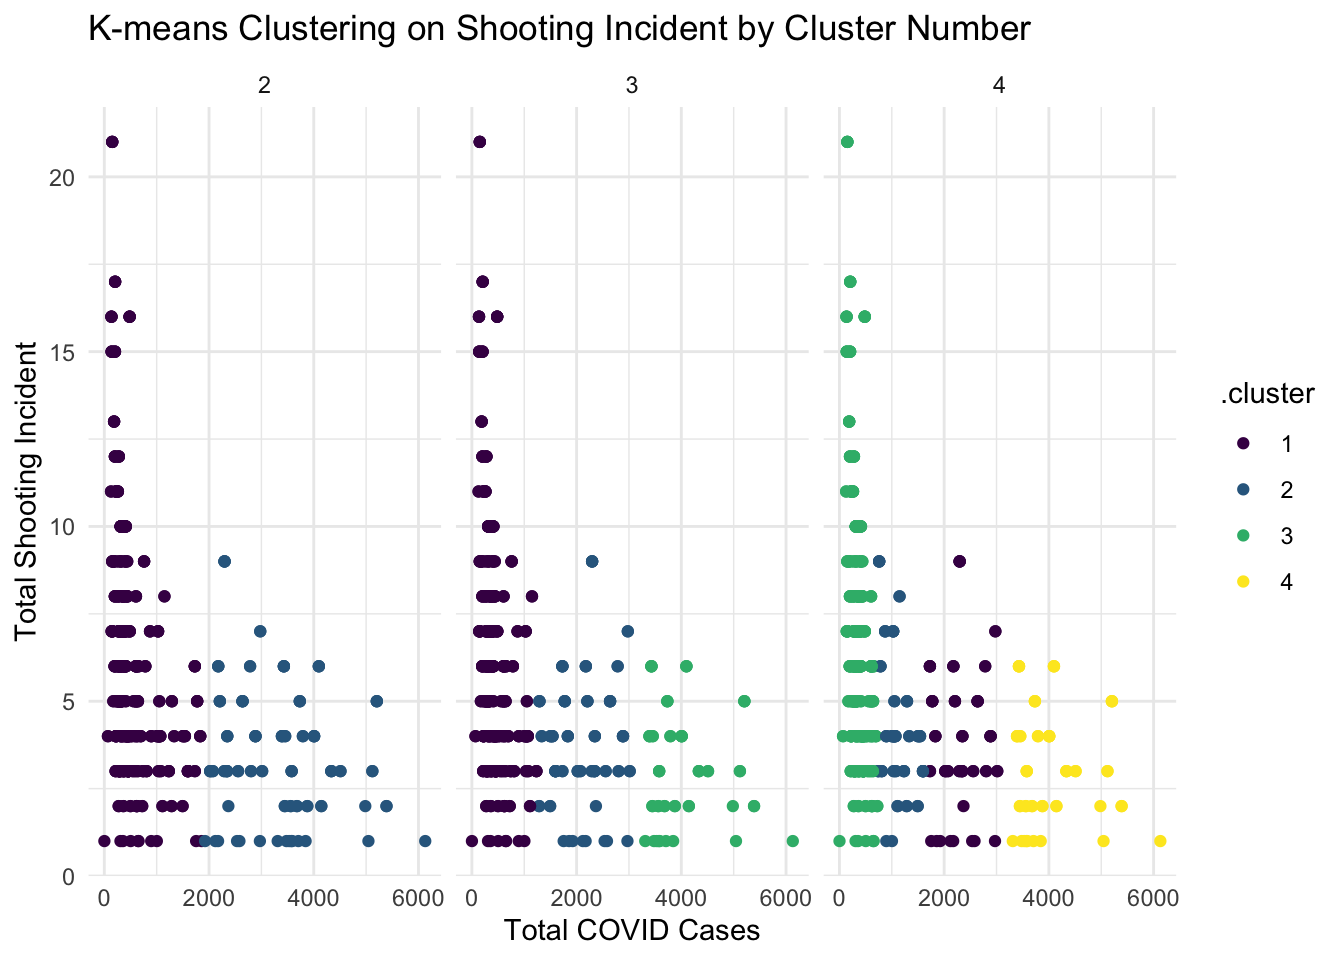 K-means Clustering on Shooting Incident by Cluster Number
2 3 4
Total Shooting Incident
20
15
10
5
0
0 2000 4000 6000 0 2000 4000 6000 0 2000 4000 6000
Total COVID Cases
.cluster
1
2
3
4